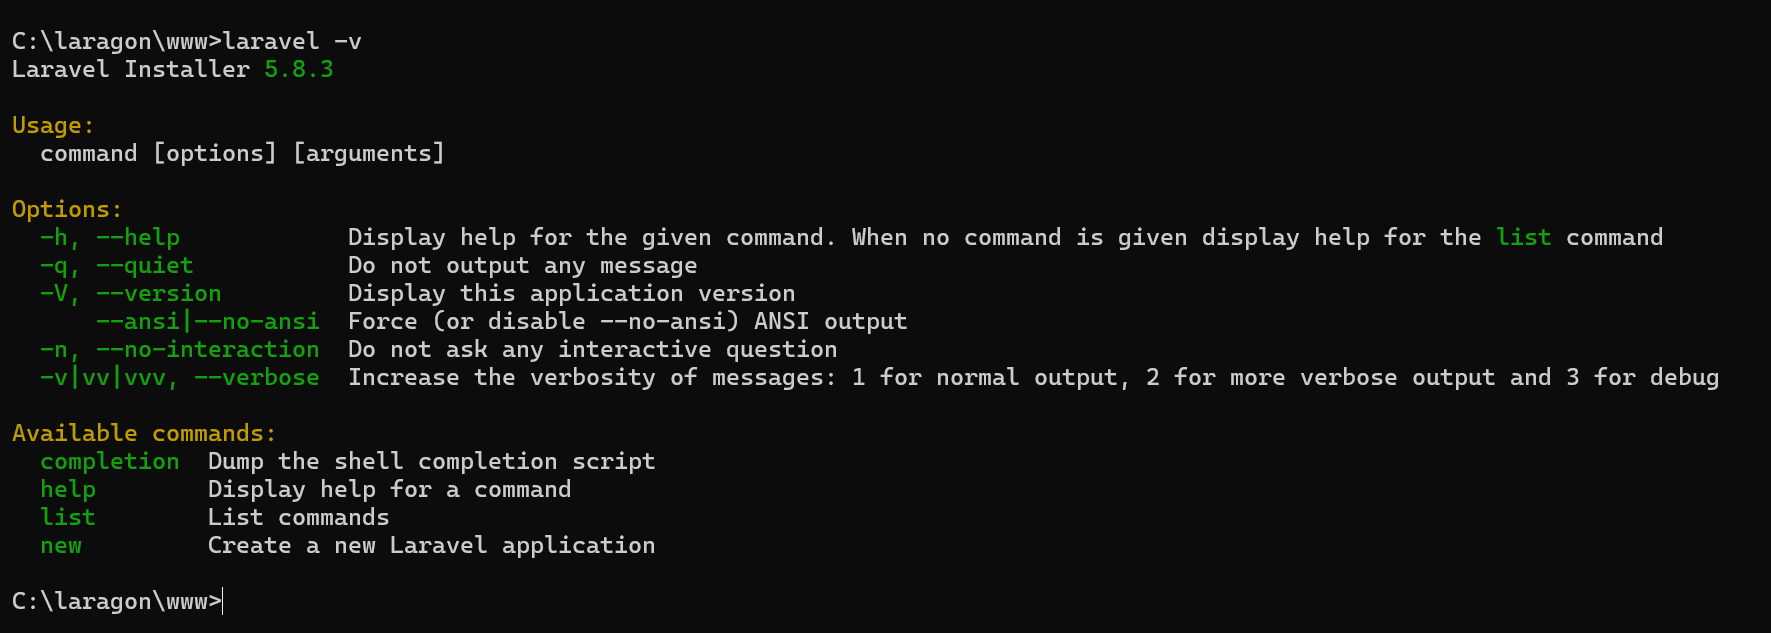 C:\laragon\www>laravel -v
Laravel Installer 5.8.3
Usage:
command [options] [arguments]
Options:
-h, --help Display help for the given command. When no command is given display help for the list command
-q, --quiet Do not output any message
-V, --version Display this application version
--ansi|--no-ansi Force (or disable --no-ansi) ANSI output
-n, --no-interaction Do not ask any interactive question
-v|vv|vvv, --verbose Increase the verbosity of messages: 1 for normal output, 2 for more verbose output and 3 for debug
Available commands:
completion Dump the shell completion script
help Display help for a command
list List commands
new Create a new Laravel application
C:\laragon\www>